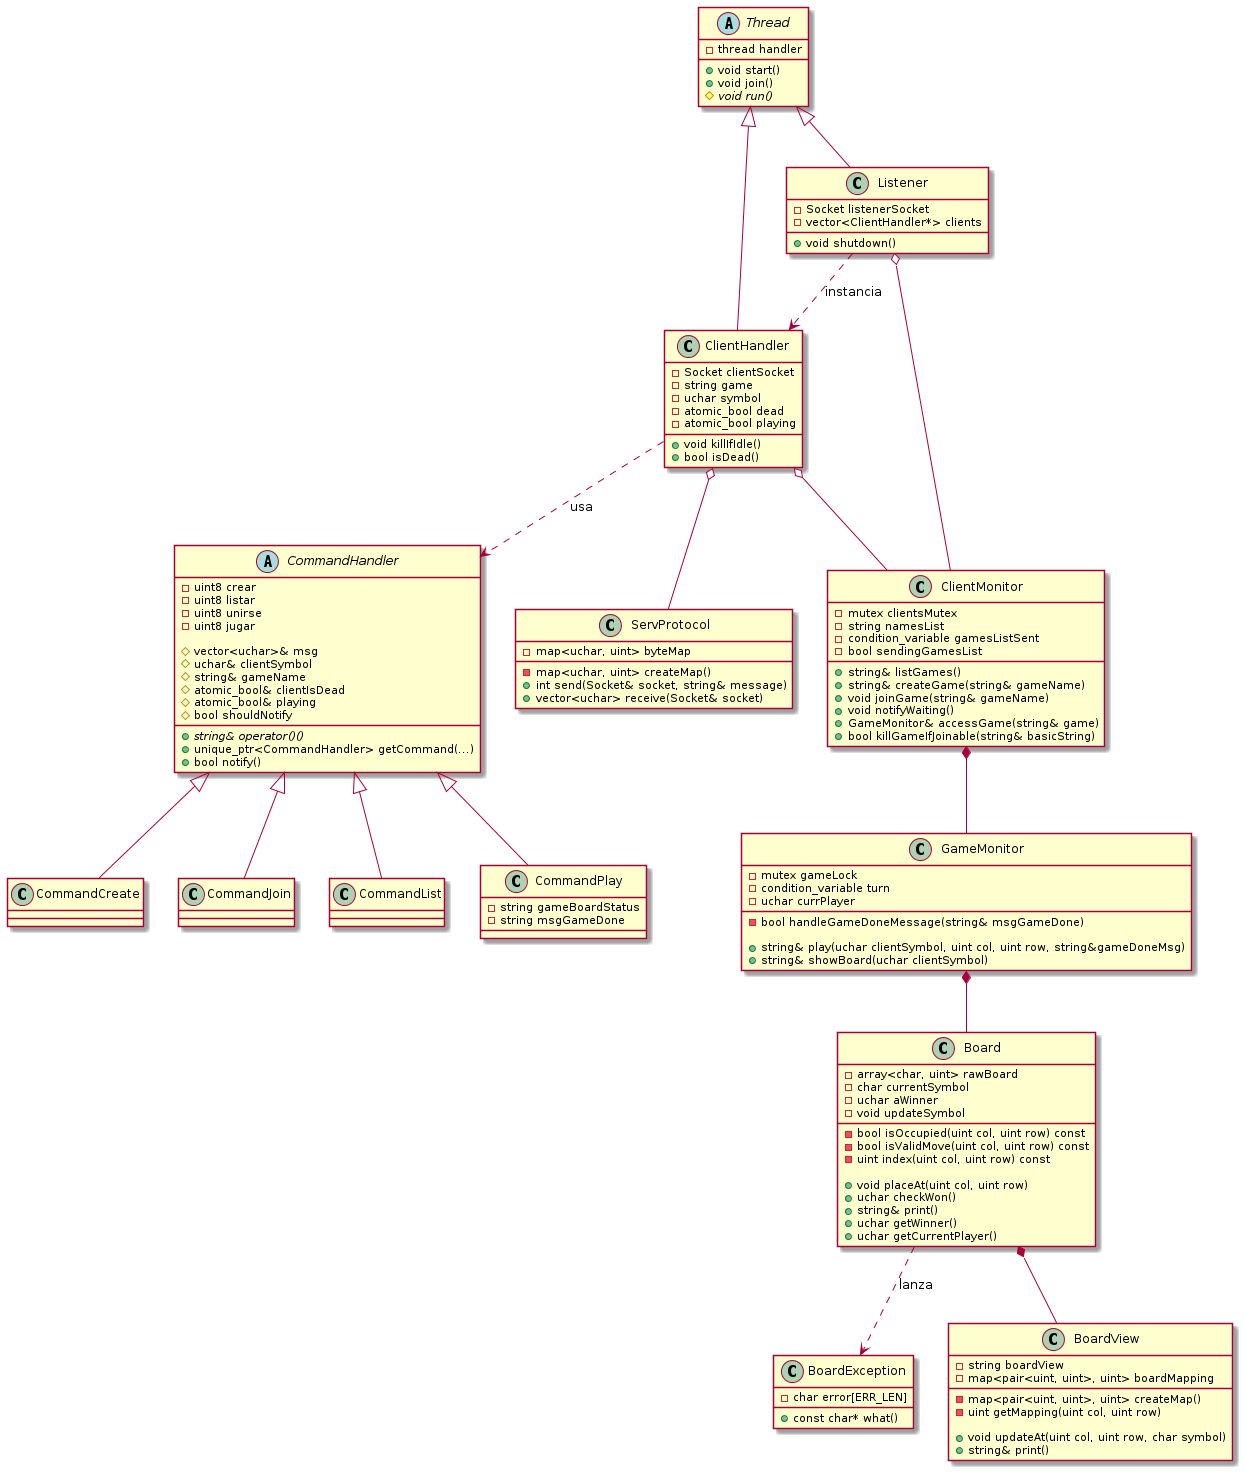 A Thread
thread handler
void start()
void join()
void run()
C Listener
Socket listenerSocket
vector<ClientHandler*> clients
void shutdown()
instancia
C ClientHandler
Socket clientSocket
string game
uchar symbol
atomic_bool dead
atomic_bool playing
void killIfIdle()
bool isDead()
usa
A CommandHandler
uint8 crear
uint8 listar
uint8 unirse
uint8 jugar
vector<uchar>& msg
uchar& clientSymbol
string& gameName
atomic_bool& clientIsDead
atomic_bool& playing
bool shouldNotify
string& operator()()
unique_ptr<CommandHandler> getCommand(...)
bool notify()
C ServProtocol
map<uchar, uint> byteMap
map<uchar, uint> createMap()
int send(Socket& socket, string& message)
vector<uchar> receive(Socket& socket)
C ClientMonitor
mutex clientsMutex
string namesList
condition_variable gamesListSent
bool sendingGamesList
string& listGames()
string& createGame(string& gameName)
void joinGame(string& gameName)
void notifyWaiting()
GameMonitor& accessGame(string& game)
bool killGameIfJoinable(string& basicString)
C CommandCreate
C CommandJoin
C CommandList
C CommandPlay
string gameBoardStatus
string msgGameDone
C GameMonitor
mutex gameLock
condition_variable turn
uchar currPlayer
bool handleGameDoneMessage(string& msgGameDone)
string& play(uchar clientSymbol, uint col, uint row, string&gameDoneMsg)
string& showBoard(uchar clientSymbol)
C Board
array<char, uint> rawBoard
char currentSymbol
uchar aWinner
void updateSymbol
bool isOccupied(uint col, uint row) const
bool isValidMove(uint col, uint row) const
uint index(uint col, uint row) const
void placeAt(uint col, uint row)
uchar checkWon()
string& print()
uchar getWinner()
uchar getCurrentPlayer()
lanza
C BoardException
char error[ERR_LEN]
const char* what()
C BoardView
string boardView
map<pair<uint, uint>, uint> boardMapping
map<pair<uint, uint>, uint> createMap()
uint getMapping(uint col, uint row)
void updateAt(uint col, uint row, char symbol)
string& print()